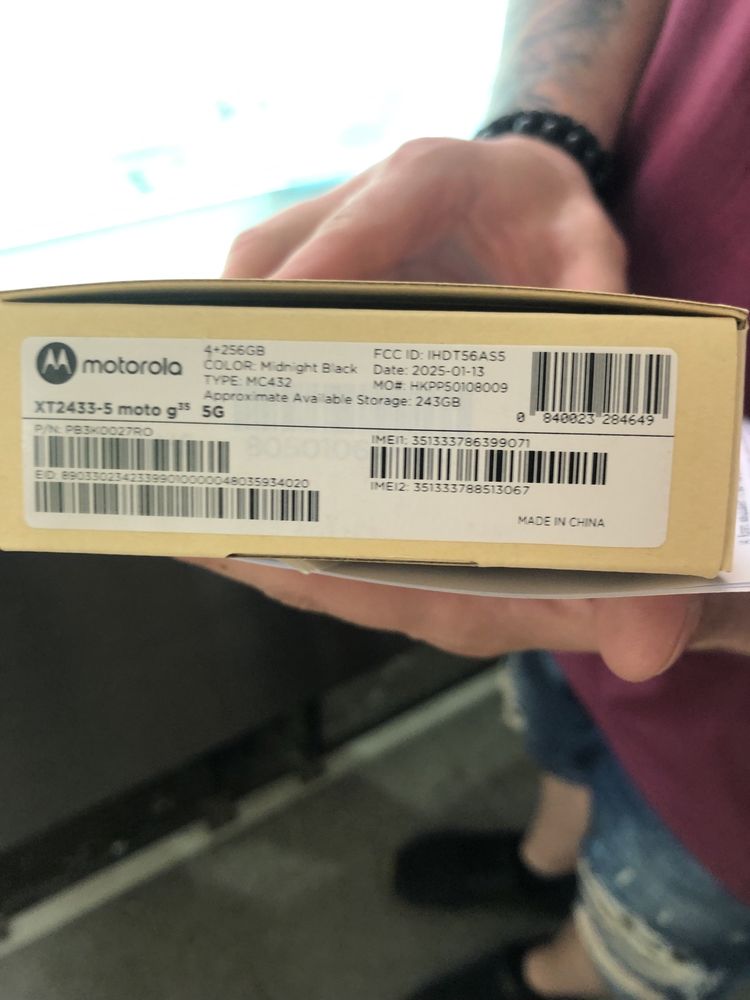 motorola
XT2433-5 moto g³⁵ 5G
4+256GB
COLOR: Midnight Black
TYPE: MC432
Approximate Available Storage: 243GB
FCC ID: IHDT56AS5
Date: 2025-01-13
MO#: HKPP50108009
0 840023 284649
P/N: PB3K0027RO
EID: 89033023423399010000048035934020
IMEI1: 351333786399071
IMEI2: 351333788513067
MADE IN CHINA